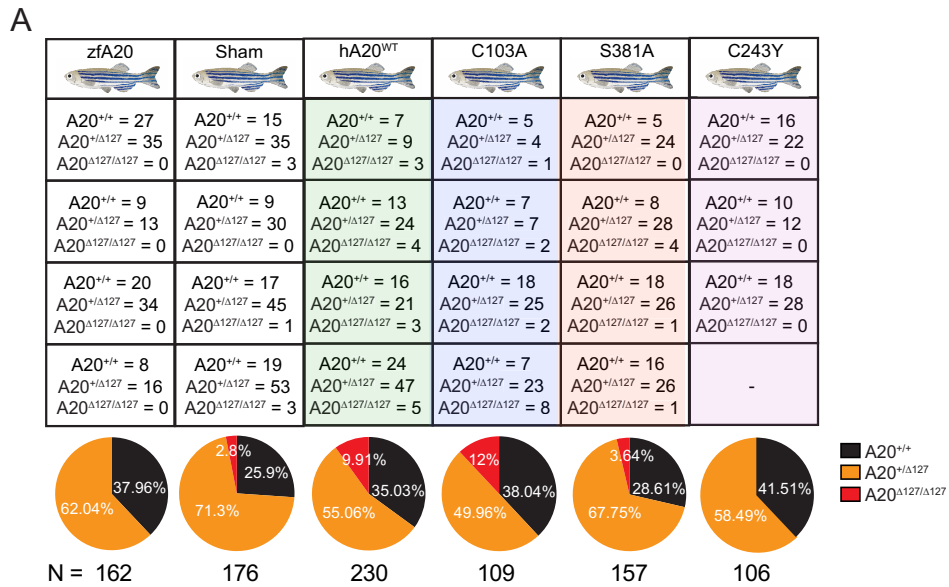 A
zfA20 Sham hA20ᵂᵀ C103A S381A C243Y
A20⁺/⁺ = 27 A20⁺/⁺ = 15 A20⁺/⁺ = 7 A20⁺/⁺ = 5 A20⁺/⁺ = 5 A20⁺/⁺ = 16
A20⁺/Δ¹²⁷ = 35 A20⁺/Δ¹²⁷ = 35 A20⁺/Δ¹²⁷ = 9 A20⁺/Δ¹²⁷ = 4 A20⁺/Δ¹²⁷ = 24 A20⁺/Δ¹²⁷ = 22
A20Δ¹²⁷/Δ¹²⁷ = 0 A20Δ¹²⁷/Δ¹²⁷ = 3 A20Δ¹²⁷/Δ¹²⁷ = 3 A20Δ¹²⁷/Δ¹²⁷ = 1 A20Δ¹²⁷/Δ¹²⁷ = 0 A20Δ¹²⁷/Δ¹²⁷ = 0
A20⁺/⁺ = 9 A20⁺/⁺ = 9 A20⁺/⁺ = 13 A20⁺/⁺ = 7 A20⁺/⁺ = 8 A20⁺/⁺ = 10
A20⁺/Δ¹²⁷ = 13 A20⁺/Δ¹²⁷ = 30 A20⁺/Δ¹²⁷ = 24 A20⁺/Δ¹²⁷ = 7 A20⁺/Δ¹²⁷ = 28 A20⁺/Δ¹²⁷ = 12
A20Δ¹²⁷/Δ¹²⁷ = 0 A20Δ¹²⁷/Δ¹²⁷ = 0 A20Δ¹²⁷/Δ¹²⁷ = 4 A20Δ¹²⁷/Δ¹²⁷ = 2 A20Δ¹²⁷/Δ¹²⁷ = 4 A20Δ¹²⁷/Δ¹²⁷ = 0
A20⁺/⁺ = 20 A20⁺/⁺ = 17 A20⁺/⁺ = 16 A20⁺/⁺ = 18 A20⁺/⁺ = 18 A20⁺/⁺ = 18
A20⁺/Δ¹²⁷ = 34 A20⁺/Δ¹²⁷ = 45 A20⁺/Δ¹²⁷ = 21 A20⁺/Δ¹²⁷ = 25 A20⁺/Δ¹²⁷ = 26 A20⁺/Δ¹²⁷ = 28
A20Δ¹²⁷/Δ¹²⁷ = 0 A20Δ¹²⁷/Δ¹²⁷ = 1 A20Δ¹²⁷/Δ¹²⁷ = 3 A20Δ¹²⁷/Δ¹²⁷ = 2 A20Δ¹²⁷/Δ¹²⁷ = 1 A20Δ¹²⁷/Δ¹²⁷ = 0
A20⁺/⁺ = 8 A20⁺/⁺ = 19 A20⁺/⁺ = 24 A20⁺/⁺ = 7 A20⁺/⁺ = 16
A20⁺/Δ¹²⁷ = 16 A20⁺/Δ¹²⁷ = 53 A20⁺/Δ¹²⁷ = 47 A20⁺/Δ¹²⁷ = 23 A20⁺/Δ¹²⁷ = 26 -
A20Δ¹²⁷/Δ¹²⁷ = 0 A20Δ¹²⁷/Δ¹²⁷ = 3 A20Δ¹²⁷/Δ¹²⁷ = 5 A20Δ¹²⁷/Δ¹²⁷ = 8 A20Δ¹²⁷/Δ¹²⁷ = 1
2.8% 9.91% 12% 3.64%
37.96% 25.9% 35.03% 38.04% 28.61% 41.51%
62.04% 71.3% 55.06% 49.96% 67.75% 58.49%
A20⁺/⁺
A20⁺/Δ¹²⁷
A20Δ¹²⁷/Δ¹²⁷
N = 162 176 230 109 157 106